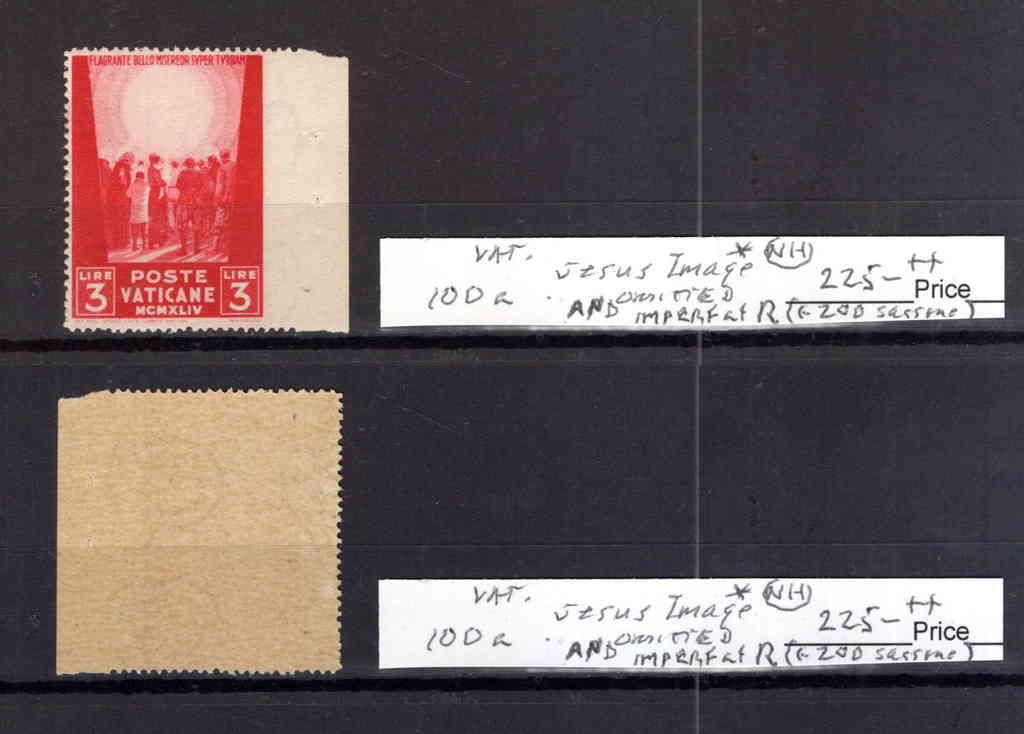 FLAGRANTE BELLO MISEREOR SVPER TVRBAM
LIRE 3
POSTE
VATICANE
MCMXLIV
LIRE 3
VAT. * NH
Jesus Image 225- ++
100a . OMITTED Price
AND IMPERF at R (€ 200 Sassone)
VAT. * NH
Jesus Image 225- ++
100a . OMITTED Price
AND IMPERF at R (€ 200 Sassone)